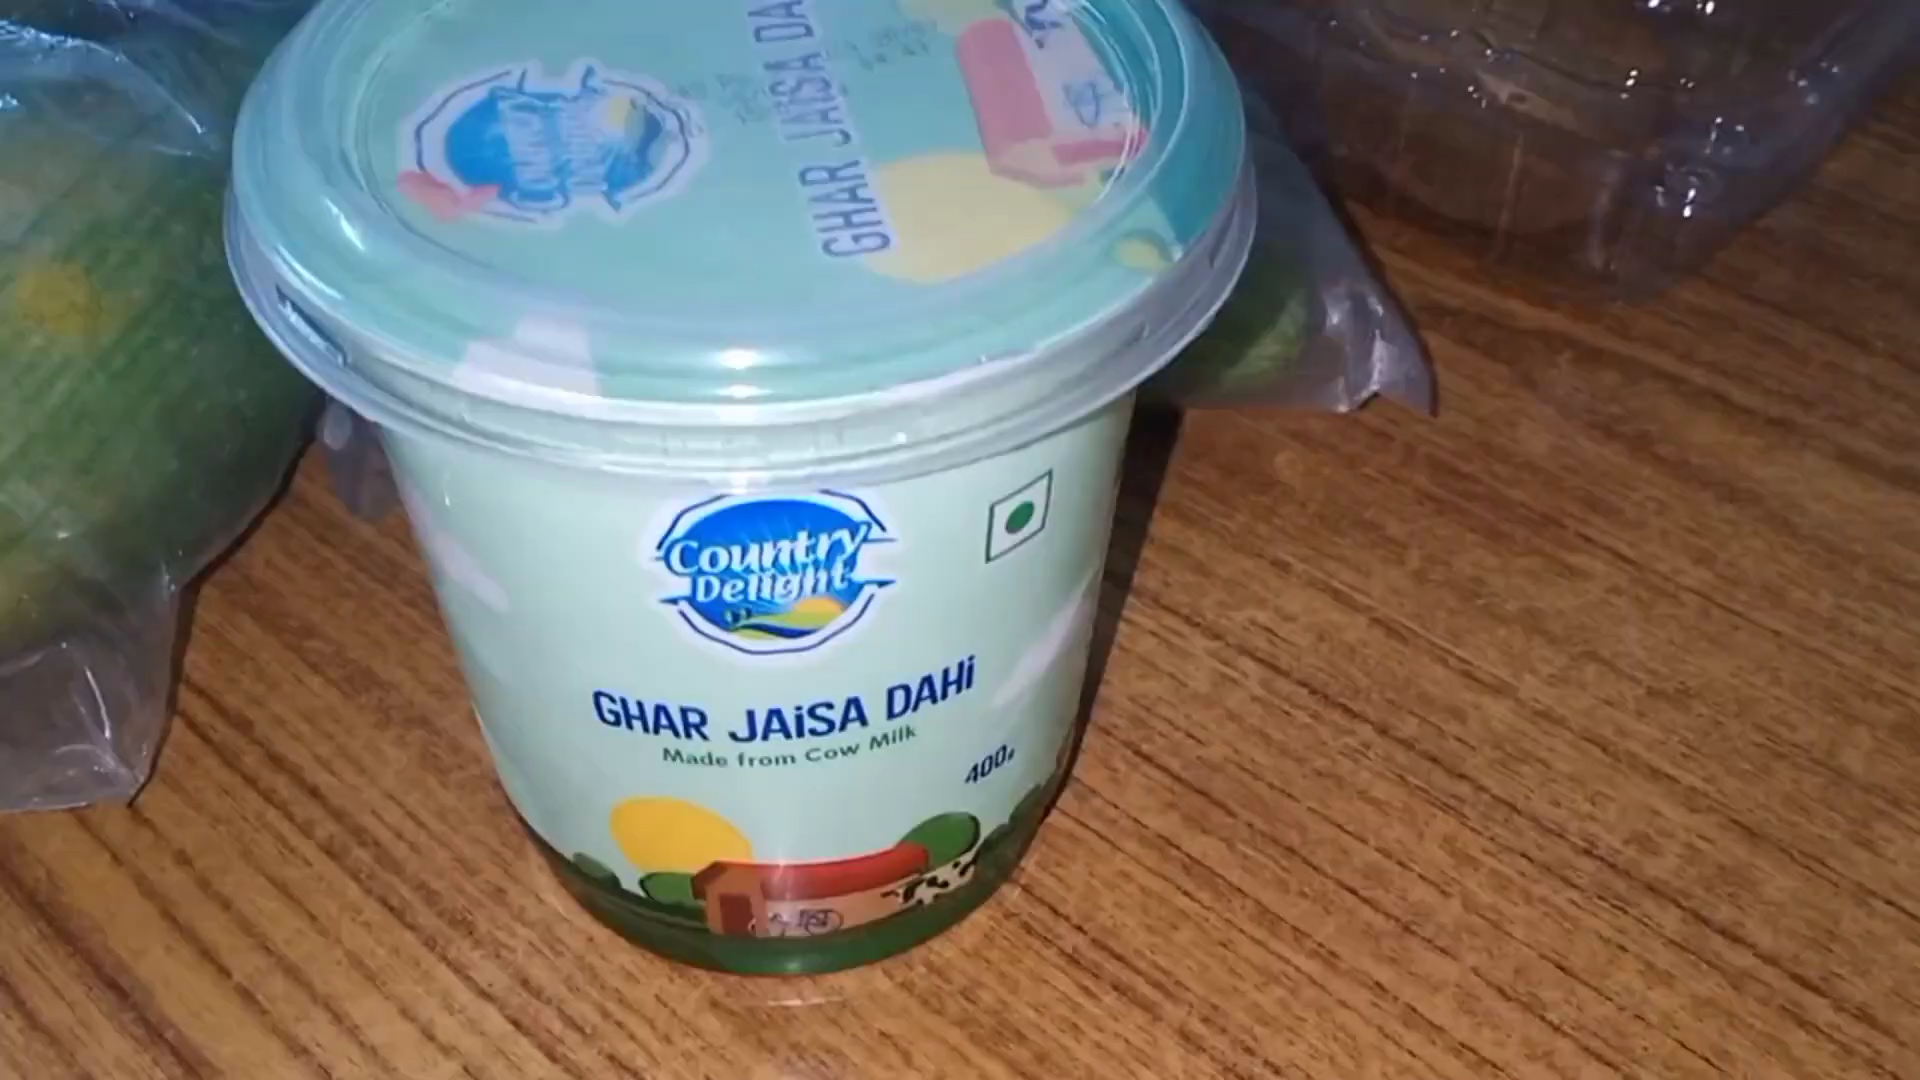 GHAR JAiSA DA
Country
Delight
Country
Delight
GHAR JAiSA DAHi
Made from Cow Milk
400g